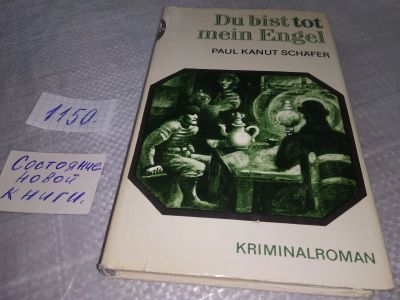 Du bist tot
mein Engel
PAUL KANUT SCHÄFER
KRIMINALROMAN
1150-
Состояние
новой
книги.